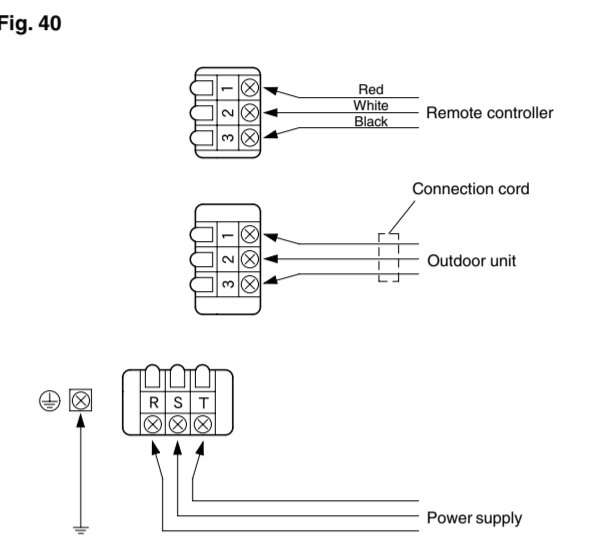 Fig. 40
1
2
3
Red
White
Black
Remote controller
Connection cord
1
2
3
Outdoor unit
R S T
Power supply